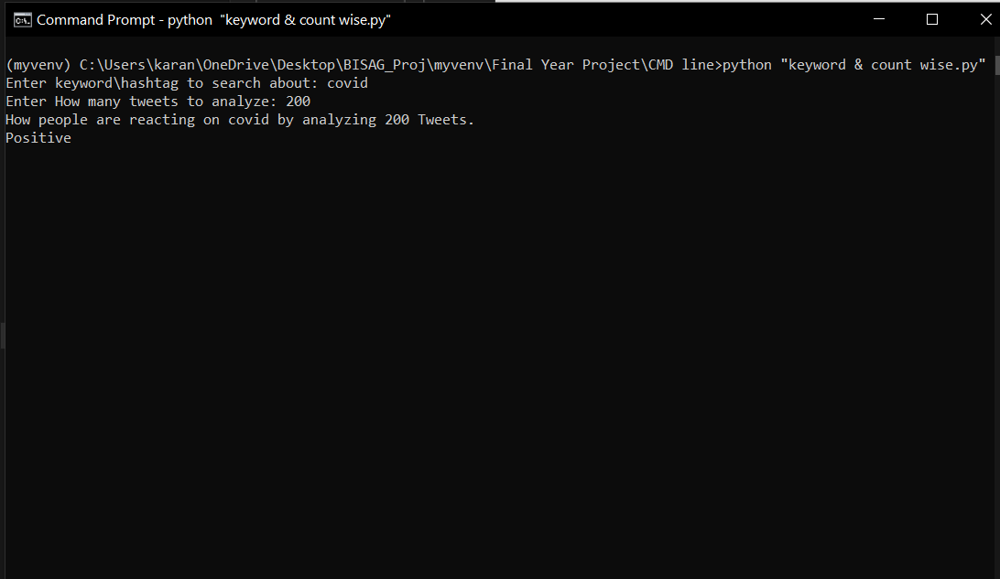 Command Prompt - python  "keyword & count wise.py"
(myvenv) C:\Users\karan\OneDrive\Desktop\BISAG_Proj\myvenv\Final Year Project\CMD line>python "keyword & count wise.py"
Enter keyword\hashtag to search about: covid
Enter How many tweets to analyze: 200
How people are reacting on covid by analyzing 200 Tweets.
Positive